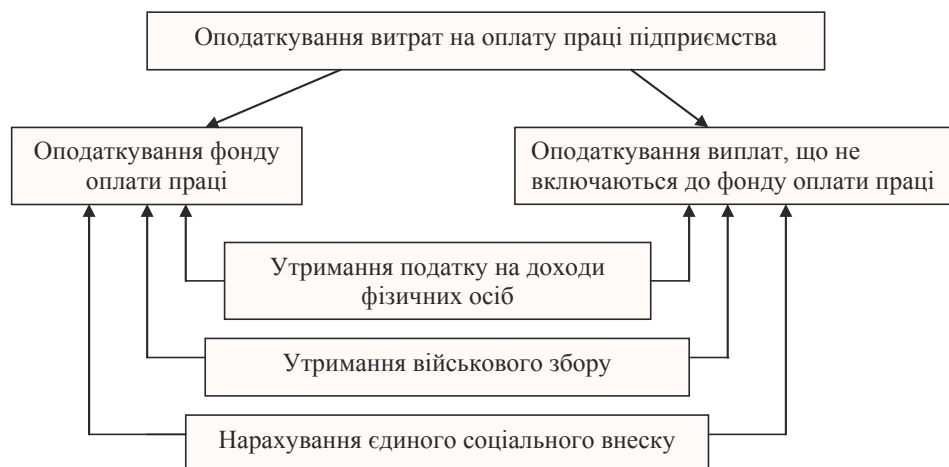 Оподаткування витрат на оплату праці підприємства
Оподаткування фонду
оплати праці
Оподаткування виплат, що не
включаються до фонду оплати праці
Утримання податку на доходи
фізичних осіб
Утримання військового збору
Нарахування єдиного соціального внеску